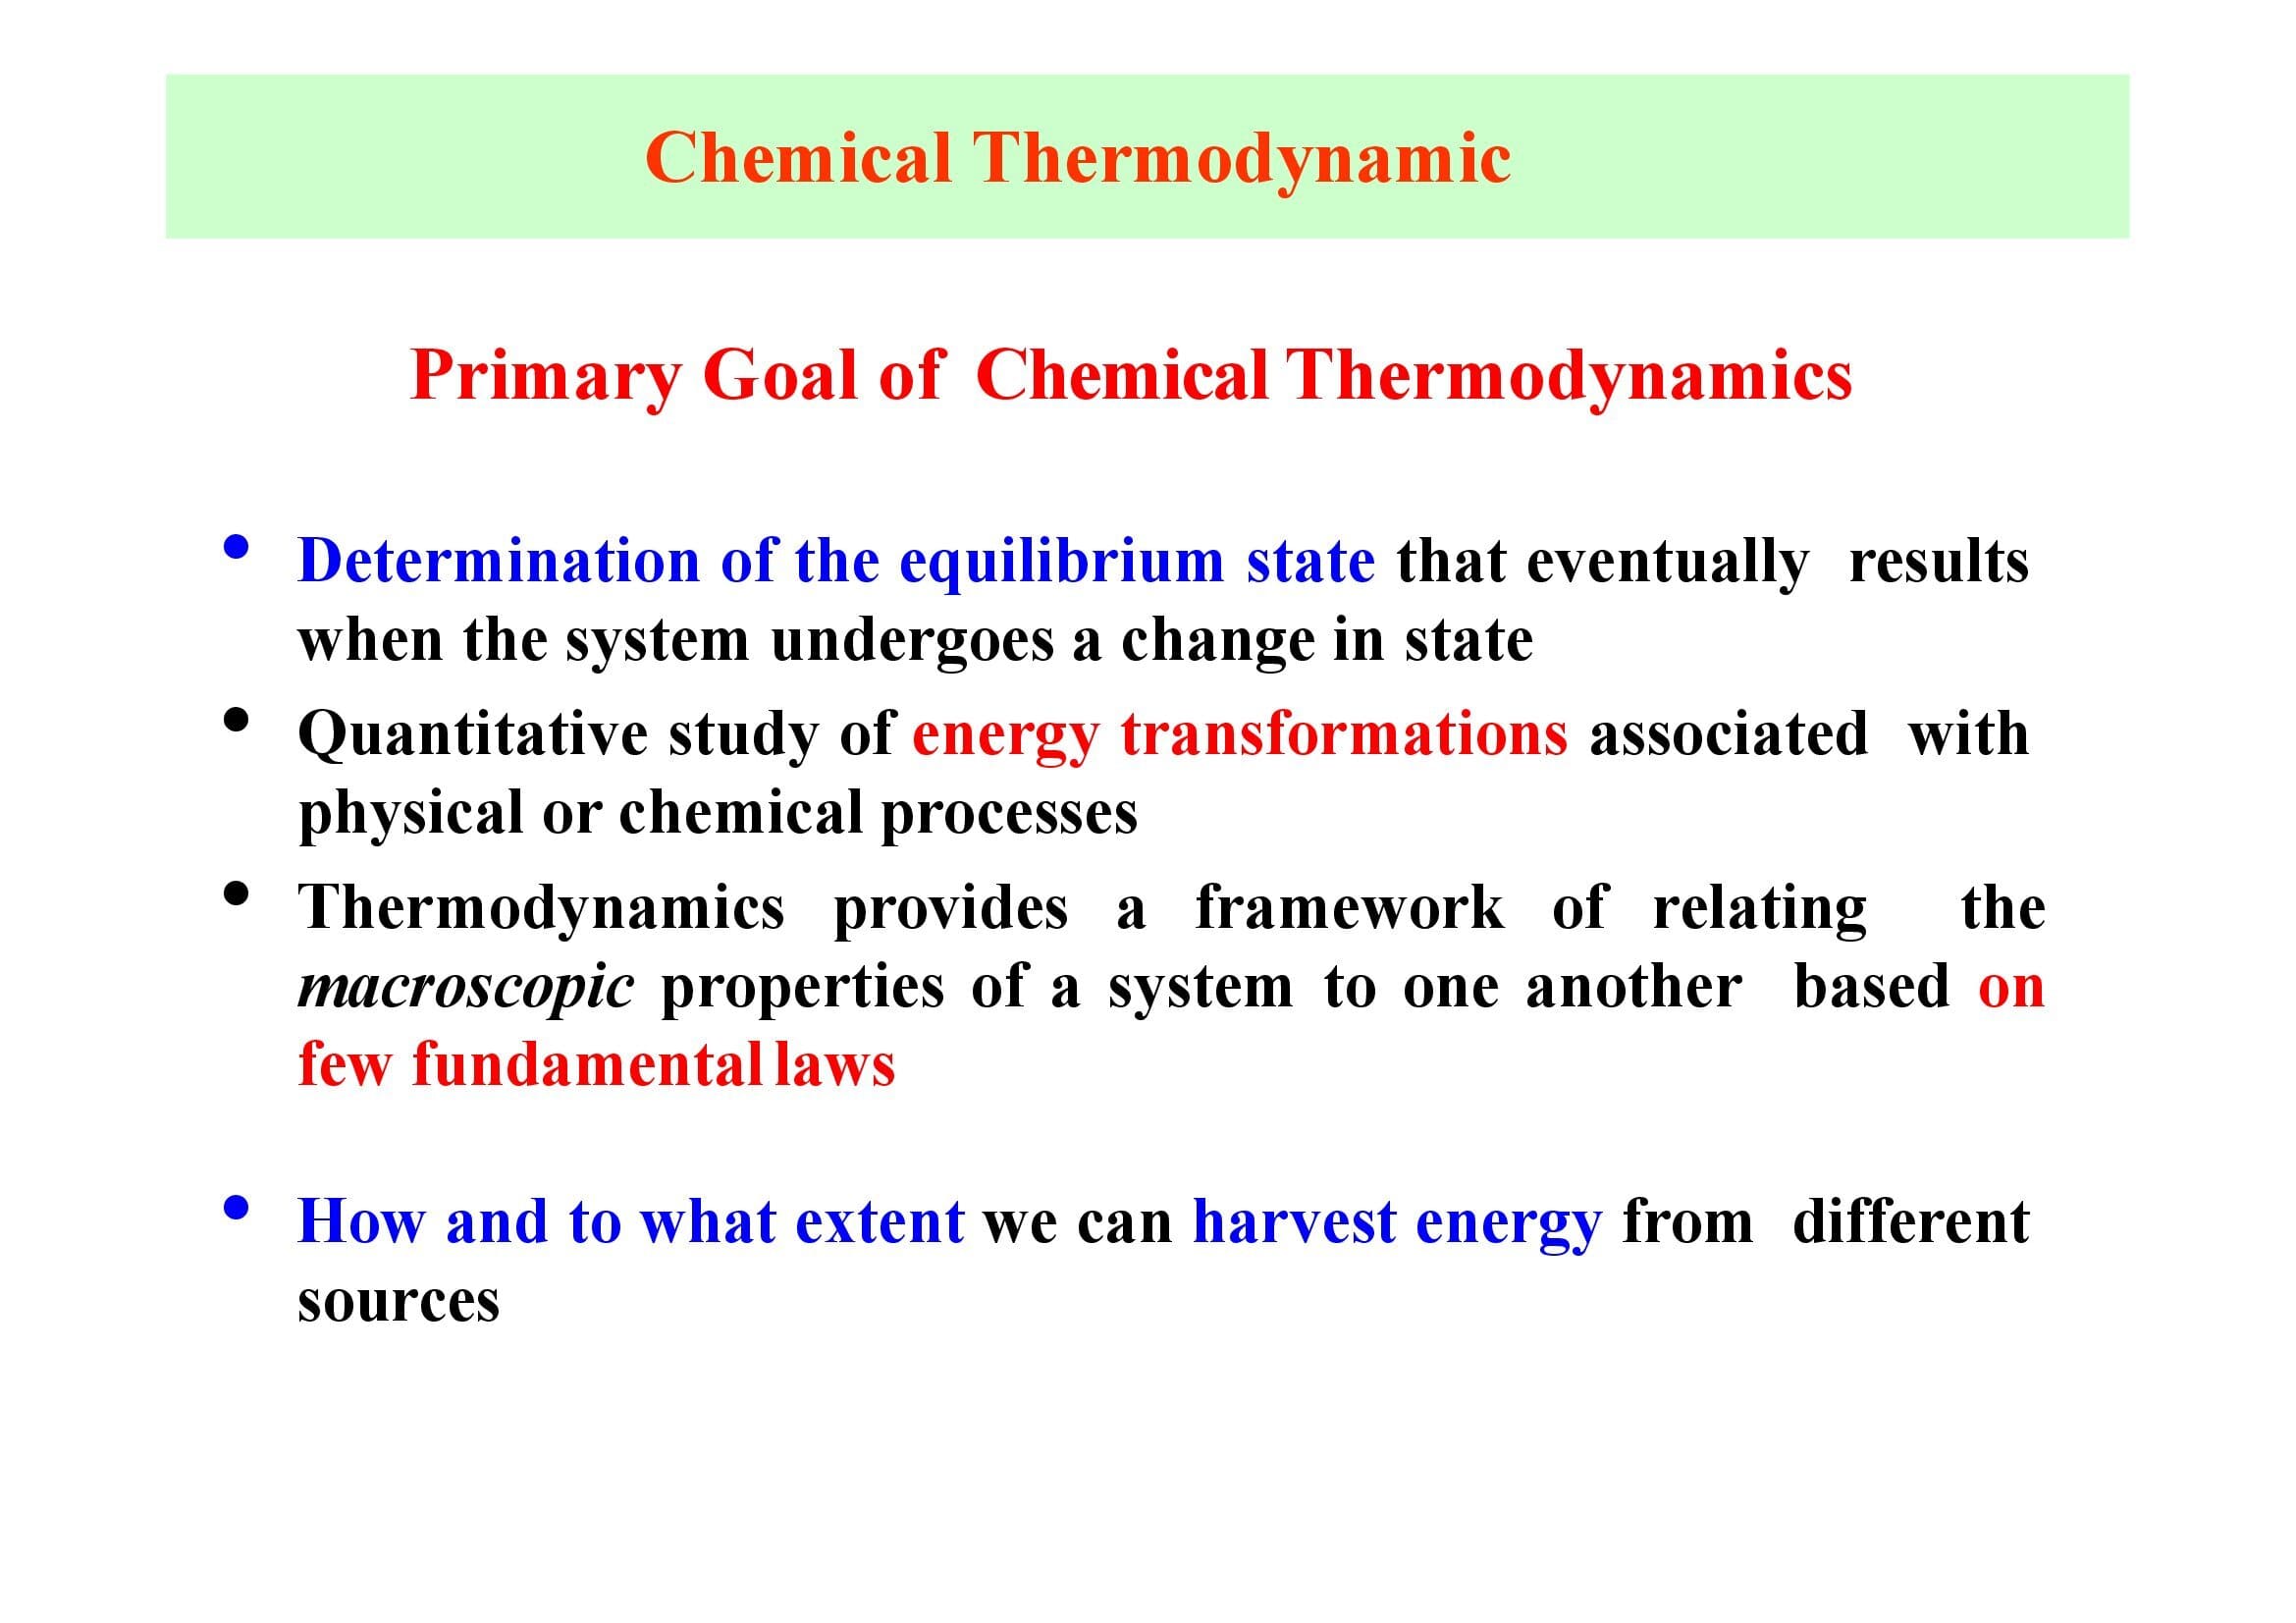 Chemical Thermodynamic
Primary Goal of Chemical Thermodynamics
• Determination of the equilibrium state that eventually results
when the system undergoes a change in state
• Quantitative study of energy transformations associated with
physical or chemical processes
• Thermodynamics provides a framework of relating the
macroscopic properties of a system to one another based on
few fundamental laws
• How and to what extent we can harvest energy from different
sources